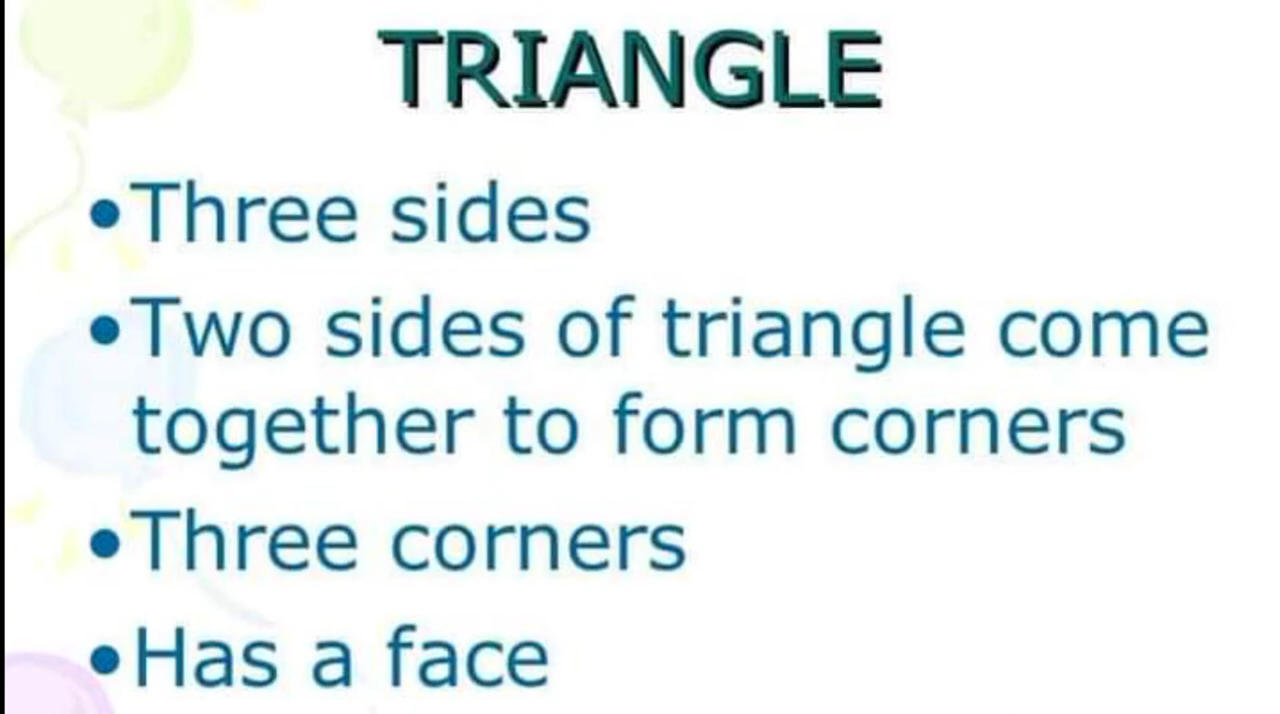 TRIANGLE
•Three sides
•Two sides of triangle come
together to form corners
•Three corners
•Has a face